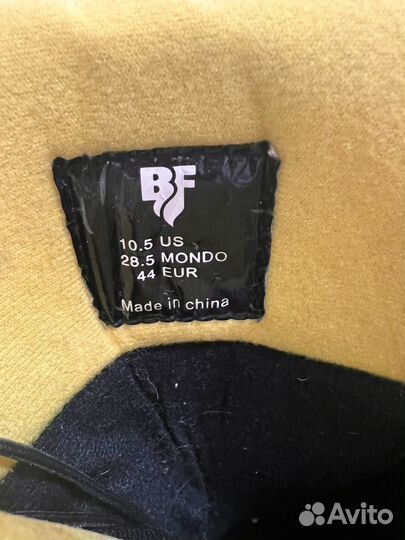 BF
10.5 US
28.5 MONDO
44 EUR
Made in china
Avito